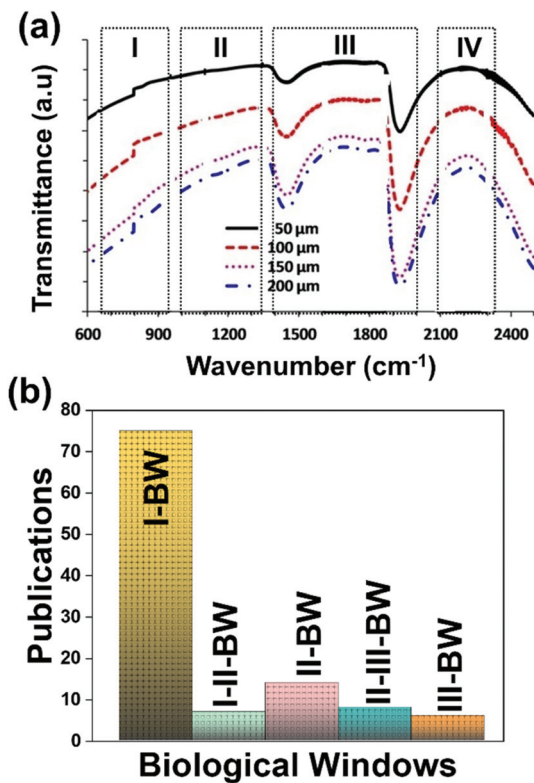 (a)
I II III IV
Transmittance (a.u)
50 µm
100 µm
150 µm
200 µm
600 900 1200 1500 1800 2100 2400
Wavenumber (cm⁻¹)
(b)
Publications
80
70
60
50
40
30
20
10
0
I-BW
I-II-BW
II-BW
II-III-BW
III-BW
Biological Windows